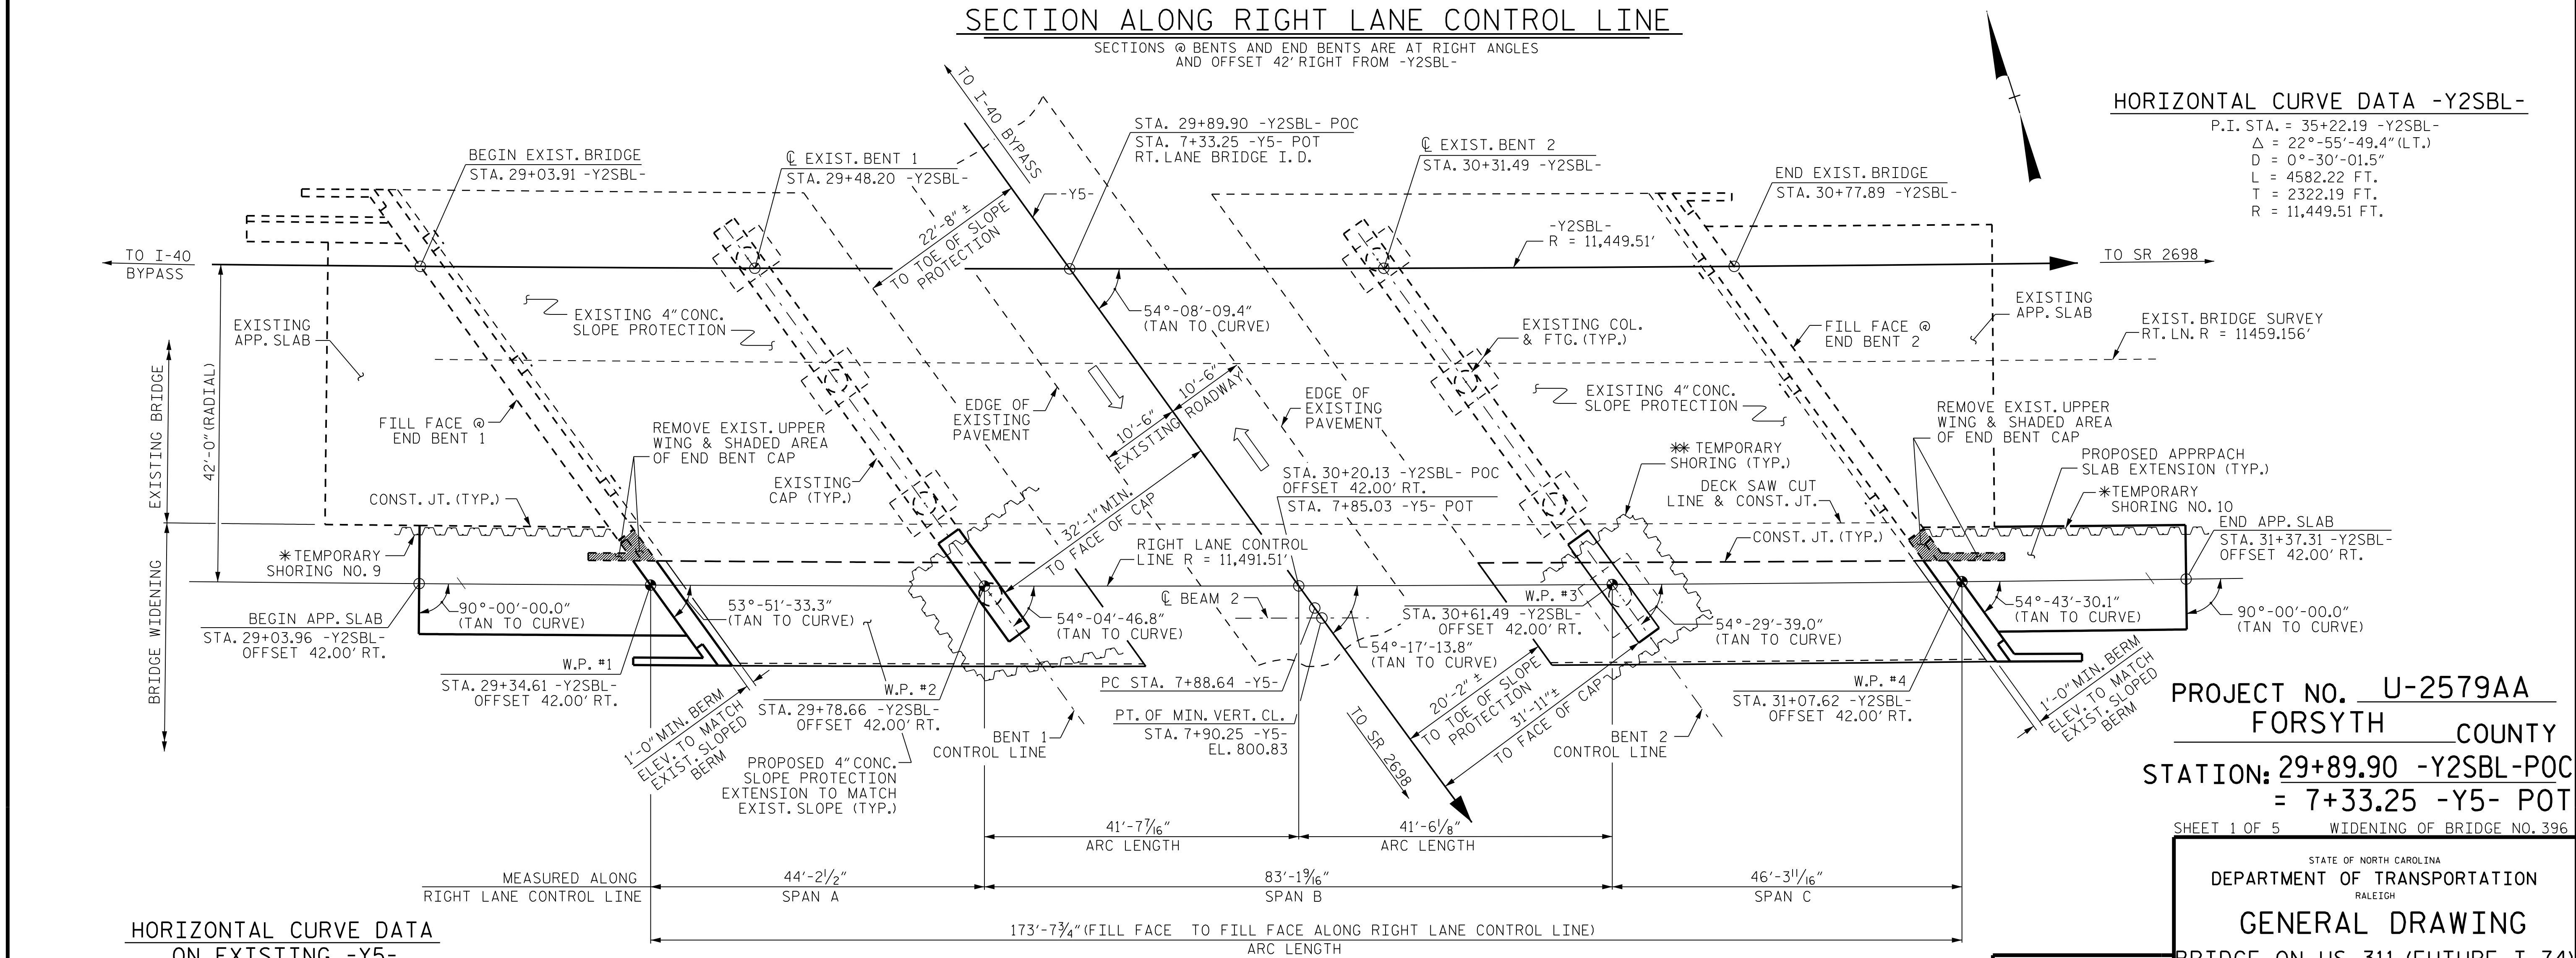 SECTION ALONG RIGHT LANE CONTROL LINE
SECTIONS @ BENTS AND END BENTS ARE AT RIGHT ANGLES
AND OFFSET 42' RIGHT FROM -Y2SBL-
HORIZONTAL CURVE DATA -Y2SBL-
P.I. STA. = 35+22.19 -Y2SBL-
Δ = 22°-55'-49.4" (LT.)
D = 0°-30'-01.5"
L = 4582.22 FT.
T = 2322.19 FT.
R = 11,449.51 FT.
TO I-40 BYPASS
STA. 29+89.90 -Y2SBL- POC
STA. 7+33.25 -Y5- POT
RT. LANE BRIDGE I.D.
BEGIN EXIST. BRIDGE
STA. 29+03.91 -Y2SBL-
℄ EXIST. BENT 1
STA. 29+48.20 -Y2SBL-
-Y5-
℄ EXIST. BENT 2
STA. 30+31.49 -Y2SBL-
END EXIST. BRIDGE
STA. 30+77.89 -Y2SBL-
22'-8" ±
TO TOE OF SLOPE
PROTECTION
-Y2SBL-
R = 11,449.51'
TO I-40
BYPASS
TO SR 2698
EXISTING
APP. SLAB
EXISTING 4" CONC.
SLOPE PROTECTION
54°-08'-09.4"
(TAN TO CURVE)
EXISTING COL.
& FTG. (TYP.)
FILL FACE @
END BENT 2
EXISTING
APP. SLAB
EXIST. BRIDGE SURVEY
RT. LN. R = 11459.156'
EXISTING BRIDGE
42'-0" (RADIAL)
FILL FACE @
END BENT 1
REMOVE EXIST. UPPER
WING & SHADED AREA
OF END BENT CAP
EDGE OF
EXISTING
PAVEMENT
10'-6"
10'-6"
EXISTING ROADWAY
EDGE OF
EXISTING
PAVEMENT
EXISTING 4" CONC.
SLOPE PROTECTION
REMOVE EXIST. UPPER
WING & SHADED AREA
OF END BENT CAP
** TEMPORARY
SHORING (TYP.)
PROPOSED APPRPACH
SLAB EXTENSION (TYP.)
CONST. JT. (TYP.)
EXISTING
CAP (TYP.)
32'-1" MIN.
TO FACE OF CAP
STA. 30+20.13 -Y2SBL- POC
OFFSET 42.00' RT.
STA. 7+85.03 -Y5- POT
DECK SAW CUT
LINE & CONST. JT.
* TEMPORARY
SHORING NO. 10
END APP. SLAB
STA. 31+37.31 -Y2SBL-
OFFSET 42.00' RT.
* TEMPORARY
SHORING NO. 9
RIGHT LANE CONTROL
LINE R = 11,491.51'
CONST. JT. (TYP.)
BRIDGE WIDENING
BEGIN APP. SLAB
STA. 29+03.96 -Y2SBL-
OFFSET 42.00' RT.
90°-00'-00.0"
(TAN TO CURVE)
53°-51'-33.3"
(TAN TO CURVE)
54°-04'-46.8"
(TAN TO CURVE)
℄ BEAM 2
W.P. #3
STA. 30+61.49 -Y2SBL-
OFFSET 42.00' RT.
54°-17'-13.8"
(TAN TO CURVE)
54°-29'-39.0"
(TAN TO CURVE)
54°-43'-30.1"
(TAN TO CURVE)
90°-00'-00.0"
(TAN TO CURVE)
W.P. #1
STA. 29+34.61 -Y2SBL-
OFFSET 42.00' RT.
W.P. #2
STA. 29+78.66 -Y2SBL-
OFFSET 42.00' RT.
PC STA. 7+88.64 -Y5-
PT. OF MIN. VERT. CL.
STA. 7+90.25 -Y5-
EL. 800.83
W.P. #4
STA. 31+07.62 -Y2SBL-
OFFSET 42.00' RT.
1'-0" MIN. BERM
ELEV. TO MATCH
EXIST. SLOPED
BERM
BENT 1
CONTROL LINE
TO SR 2698
20'-2" ±
TO TOE OF SLOPE
PROTECTION
31'-11" ±
TO FACE OF CAP
BENT 2
CONTROL LINE
1'-0" MIN. BERM
ELEV. TO MATCH
EXIST. SLOPED
BERM
PROPOSED 4" CONC.
SLOPE PROTECTION
EXTENSION TO MATCH
EXIST. SLOPE (TYP.)
PROJECT NO. U-2579AA
FORSYTH COUNTY
STATION: 29+89.90 -Y2SBL-POC
= 7+33.25 -Y5- POT
SHEET 1 OF 5 WIDENING OF BRIDGE NO. 396
41'-7 7/16"
ARC LENGTH
41'-6 1/8"
ARC LENGTH
MEASURED ALONG
RIGHT LANE CONTROL LINE
44'-2 1/2"
SPAN A
83'-1 9/16"
SPAN B
46'-3 11/16"
SPAN C
173'-7 3/4" (FILL FACE TO FILL FACE ALONG RIGHT LANE CONTROL LINE)
ARC LENGTH
STATE OF NORTH CAROLINA
DEPARTMENT OF TRANSPORTATION
RALEIGH
GENERAL DRAWING
BRIDGE ON US 311 (FUTURE I-74)
HORIZONTAL CURVE DATA
ON EXISTING -Y5-